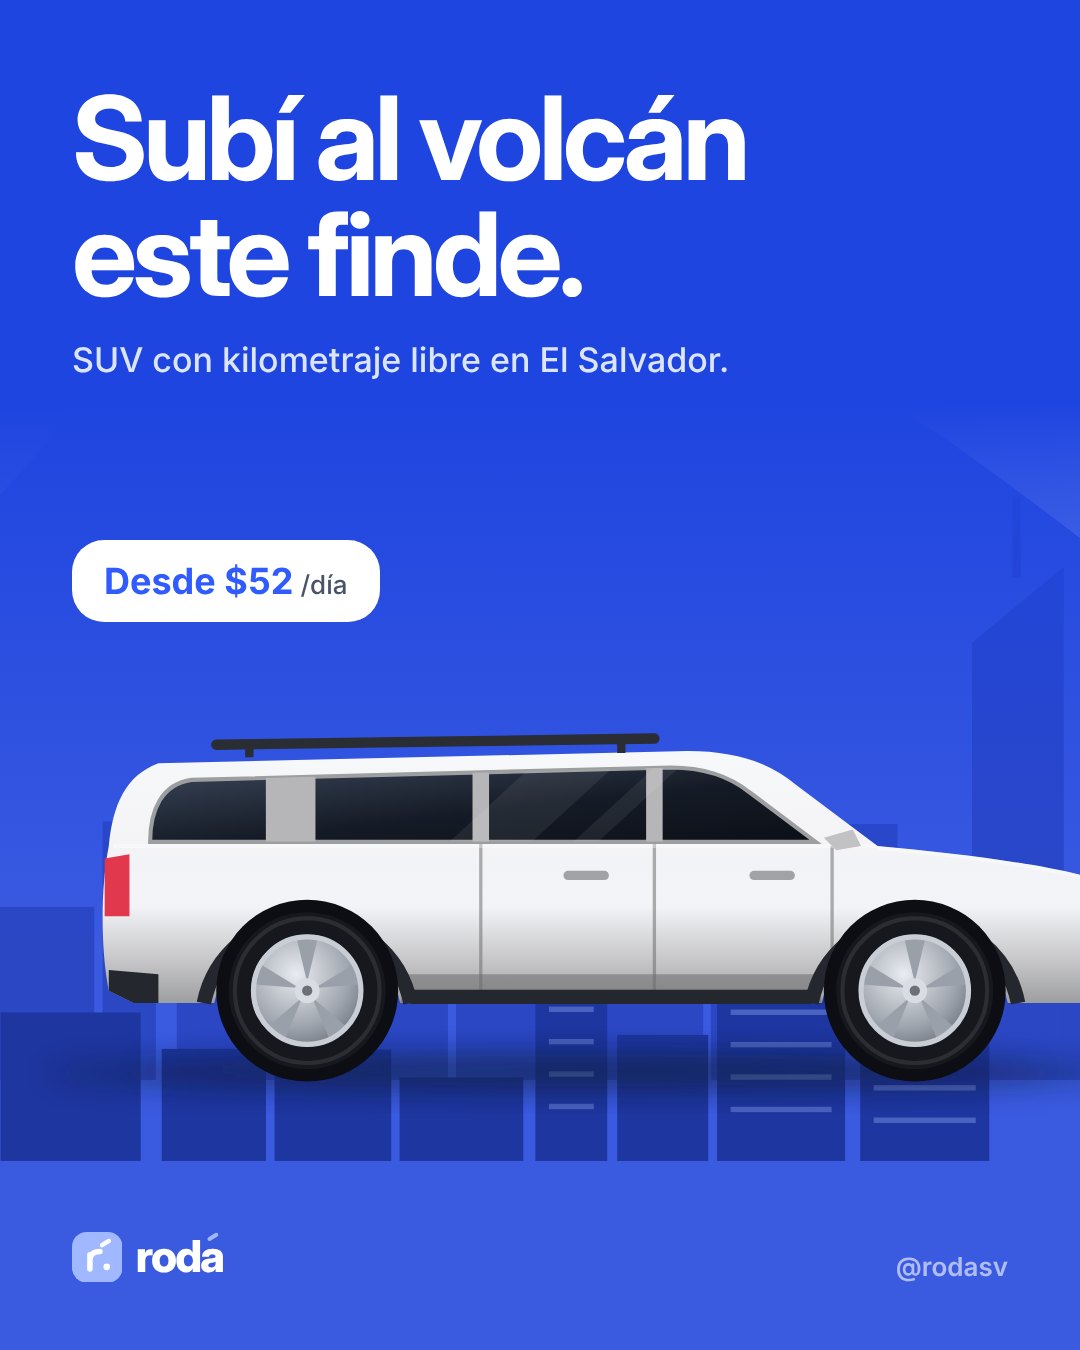 Subí al volcán
este finde.
SUV con kilometraje libre en El Salvador.
Desde $52 /día
r. rodá
@rodasv